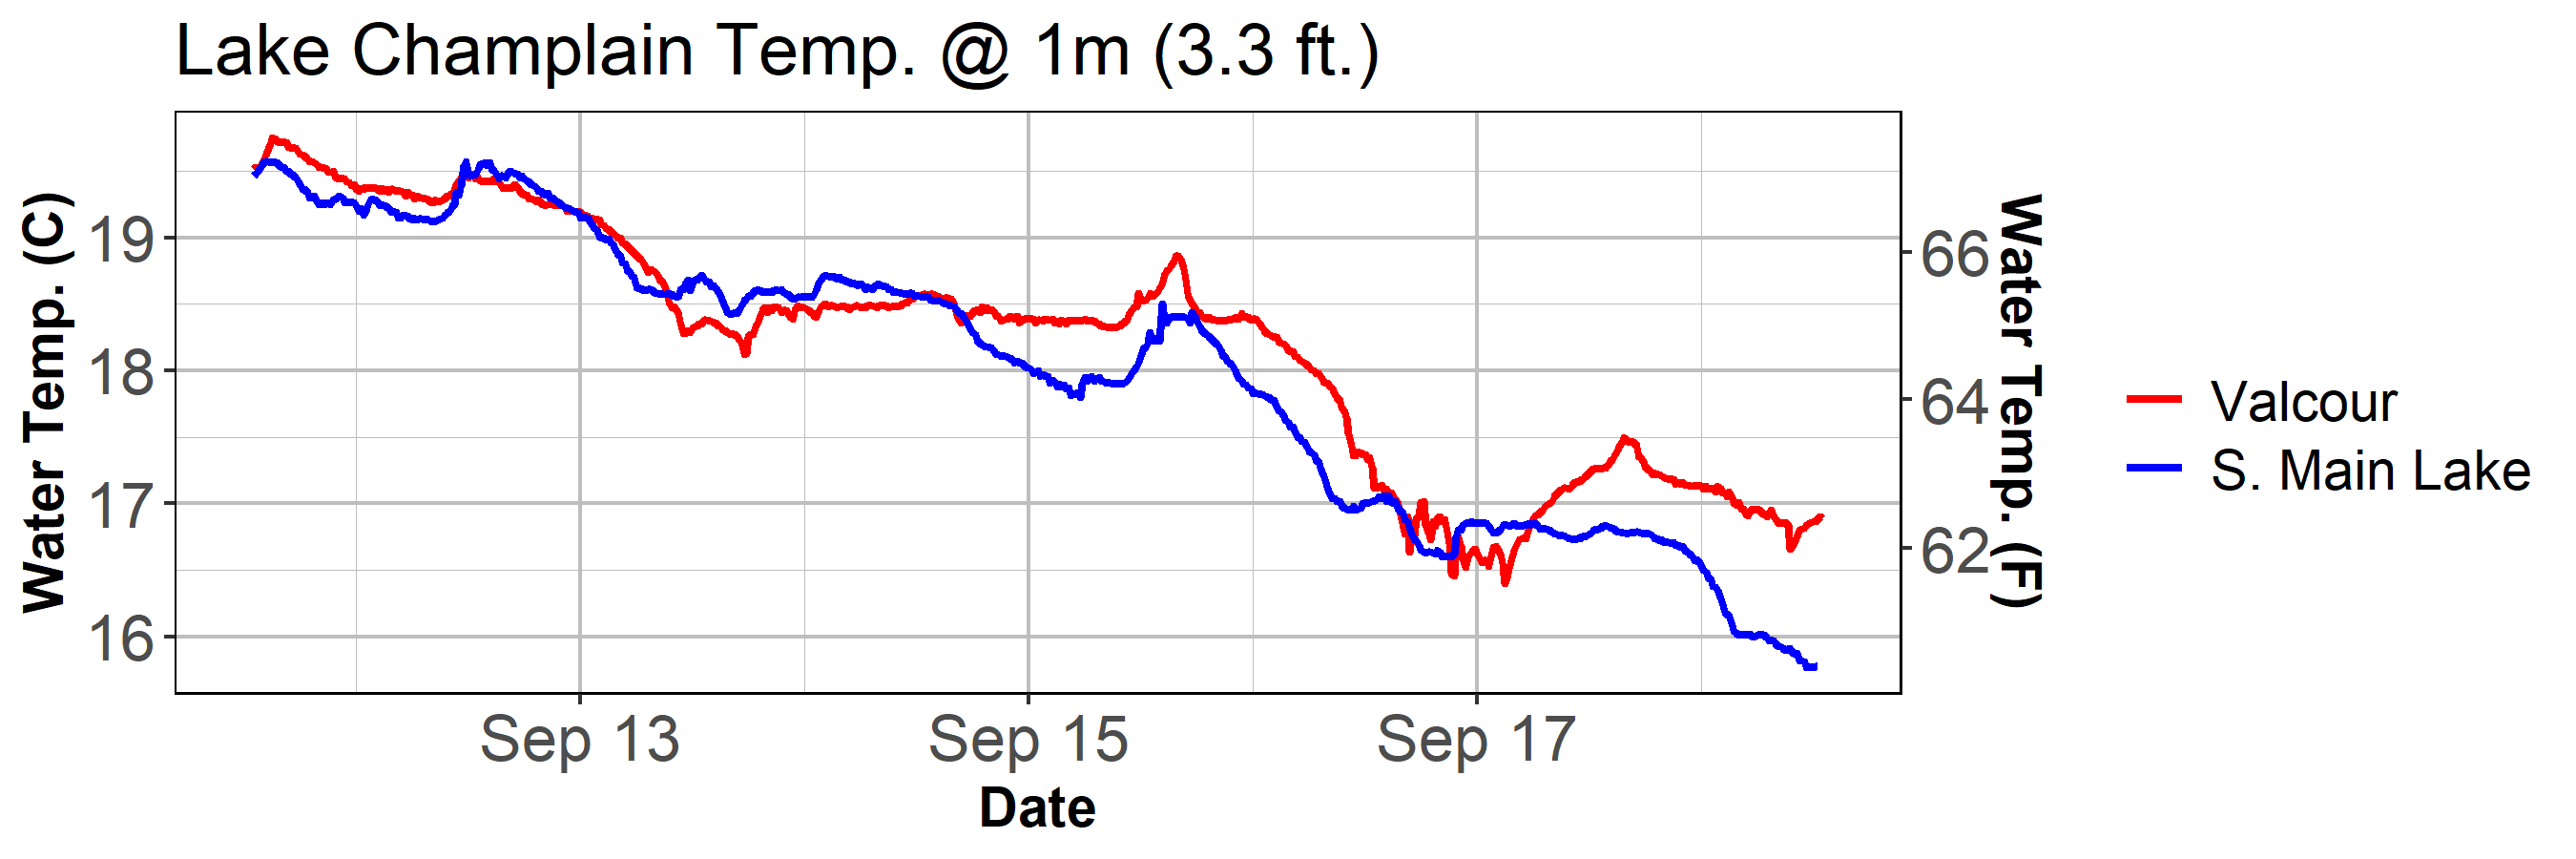 Lake Champlain Temp. @ 1m (3.3 ft.)
Water Temp. (C)
19
18
17
16
66
64
62
Water Temp. (F)
Sep 13
Sep 15
Sep 17
Date
Valcour
S. Main Lake